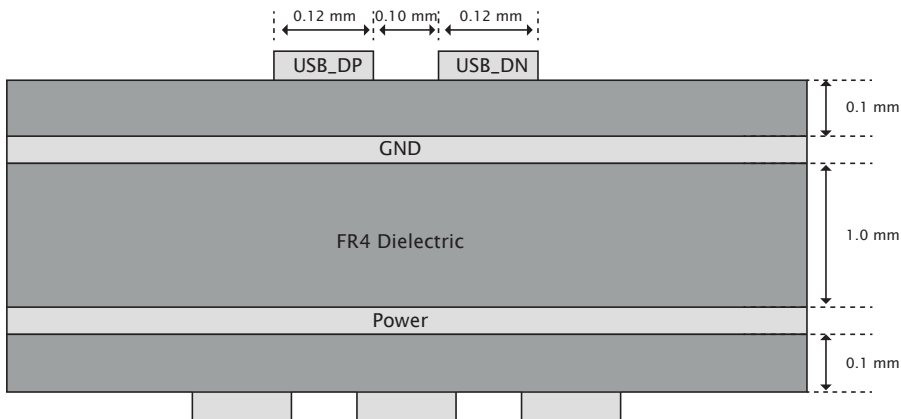 0.12 mm 0.10 mm 0.12 mm
USB_DP USB_DN
0.1 mm
GND
FR4 Dielectric
1.0 mm
Power
0.1 mm